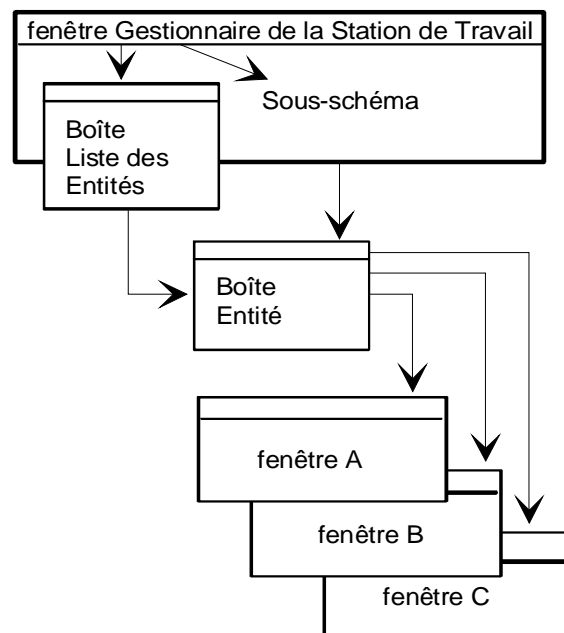 fenêtre Gestionnaire de la Station de Travail
Sous-schéma
Boîte
Liste des
Entités
Boîte
Entité
fenêtre A
fenêtre B
fenêtre C